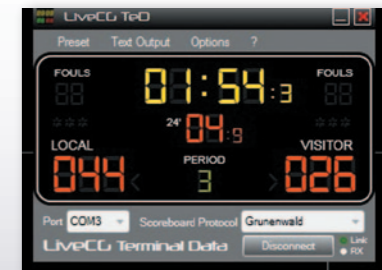 LiveCG TeD
Preset Text Output Options ?
FOULS 01:54:3 FOULS
24' 04:9
LOCAL PERIOD VISITOR
044 3 026
Port COM3 Scoreboard Protocol Grunenwald
LiveCG Terminal Data Disconnect Link
RX